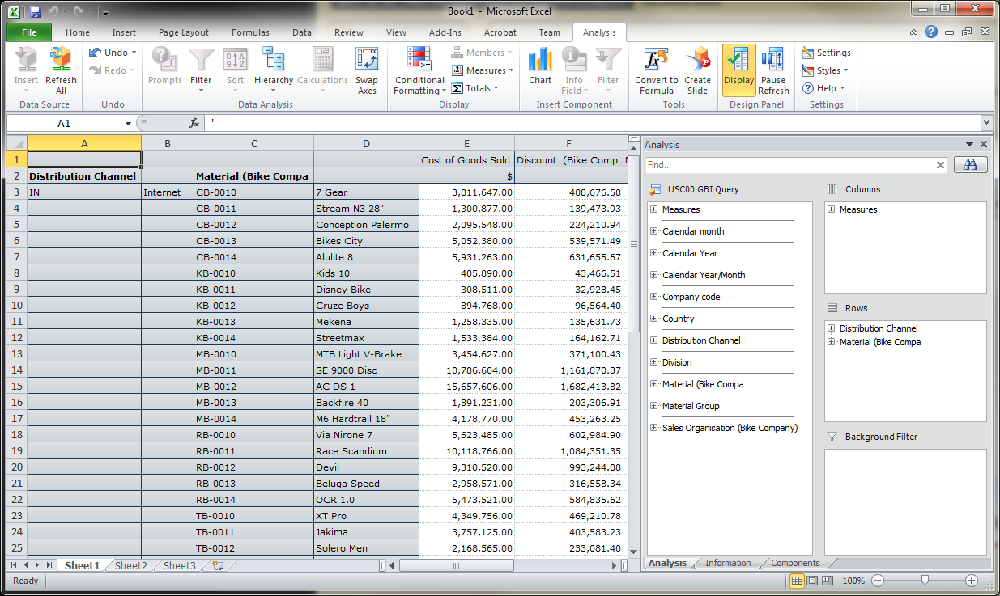 Book1 - Microsoft Excel
File Home Insert Page Layout Formulas Data Review View Add-Ins Acrobat Team Analysis
Insert Refresh All Undo Redo Prompts Filter Sort Hierarchy Calculations Swap Axes Conditional Formatting Members Measures Totals Chart Info Field Filter Convert to Formula Create Slide Display Pause Refresh Settings Styles Help
Data Source Undo Data Analysis Display Insert Component Tools Design Panel Settings
A1 fx '
A B C D E F
1 Cost of Goods Sold Discount (Bike Comp
2 Distribution Channel Material (Bike Compa $
3 IN Internet CB-0010 7 Gear 3,811,647.00 408,676.58
4 CB-0011 Stream N3 28" 1,300,877.00 139,473.93
5 CB-0012 Conception Palermo 2,095,548.00 224,210.94
6 CB-0013 Bikes City 5,052,380.00 539,571.49
7 CB-0014 Alulite 8 5,931,263.00 631,655.67
8 KB-0010 Kids 10 405,890.00 43,466.51
9 KB-0011 Disney Bike 308,511.00 32,928.45
10 KB-0012 Cruze Boys 894,768.00 96,564.40
11 KB-0013 Mekena 1,258,335.00 135,631.73
12 KB-0014 Streetmax 1,533,384.00 164,162.71
13 MB-0010 MTB Light V-Brake 3,454,627.00 371,100.43
14 MB-0011 SE 9000 Disc 10,786,604.00 1,161,870.37
15 MB-0012 AC DS 1 15,657,606.00 1,682,413.82
16 MB-0013 Backfire 40 1,891,231.00 203,306.91
17 MB-0014 M6 Hardtrail 18" 4,178,770.00 453,263.25
18 RB-0010 Via Nirone 7 5,623,485.00 602,984.90
19 RB-0011 Race Scandium 10,118,766.00 1,084,351.35
20 RB-0012 Devil 9,310,520.00 993,244.08
21 RB-0013 Beluga Speed 2,958,571.00 316,558.34
22 RB-0014 OCR 1.0 5,473,521.00 584,835.62
23 TB-0010 XT Pro 4,349,756.00 469,210.78
24 TB-0011 Jakima 3,757,125.00 403,583.23
25 TB-0012 Solero Men 2,168,565.00 233,081.40
Sheet1 Sheet2 Sheet3
Analysis
Find...
USC00 GBI Query
Measures
Calendar month
Calendar Year
Calendar Year/Month
Company code
Country
Distribution Channel
Division
Material (Bike Compa
Material Group
Sales Organisation (Bike Company)
Columns
Measures
Rows
Distribution Channel
Material (Bike Compa
Background Filter
Analysis Information Components
Ready 100%